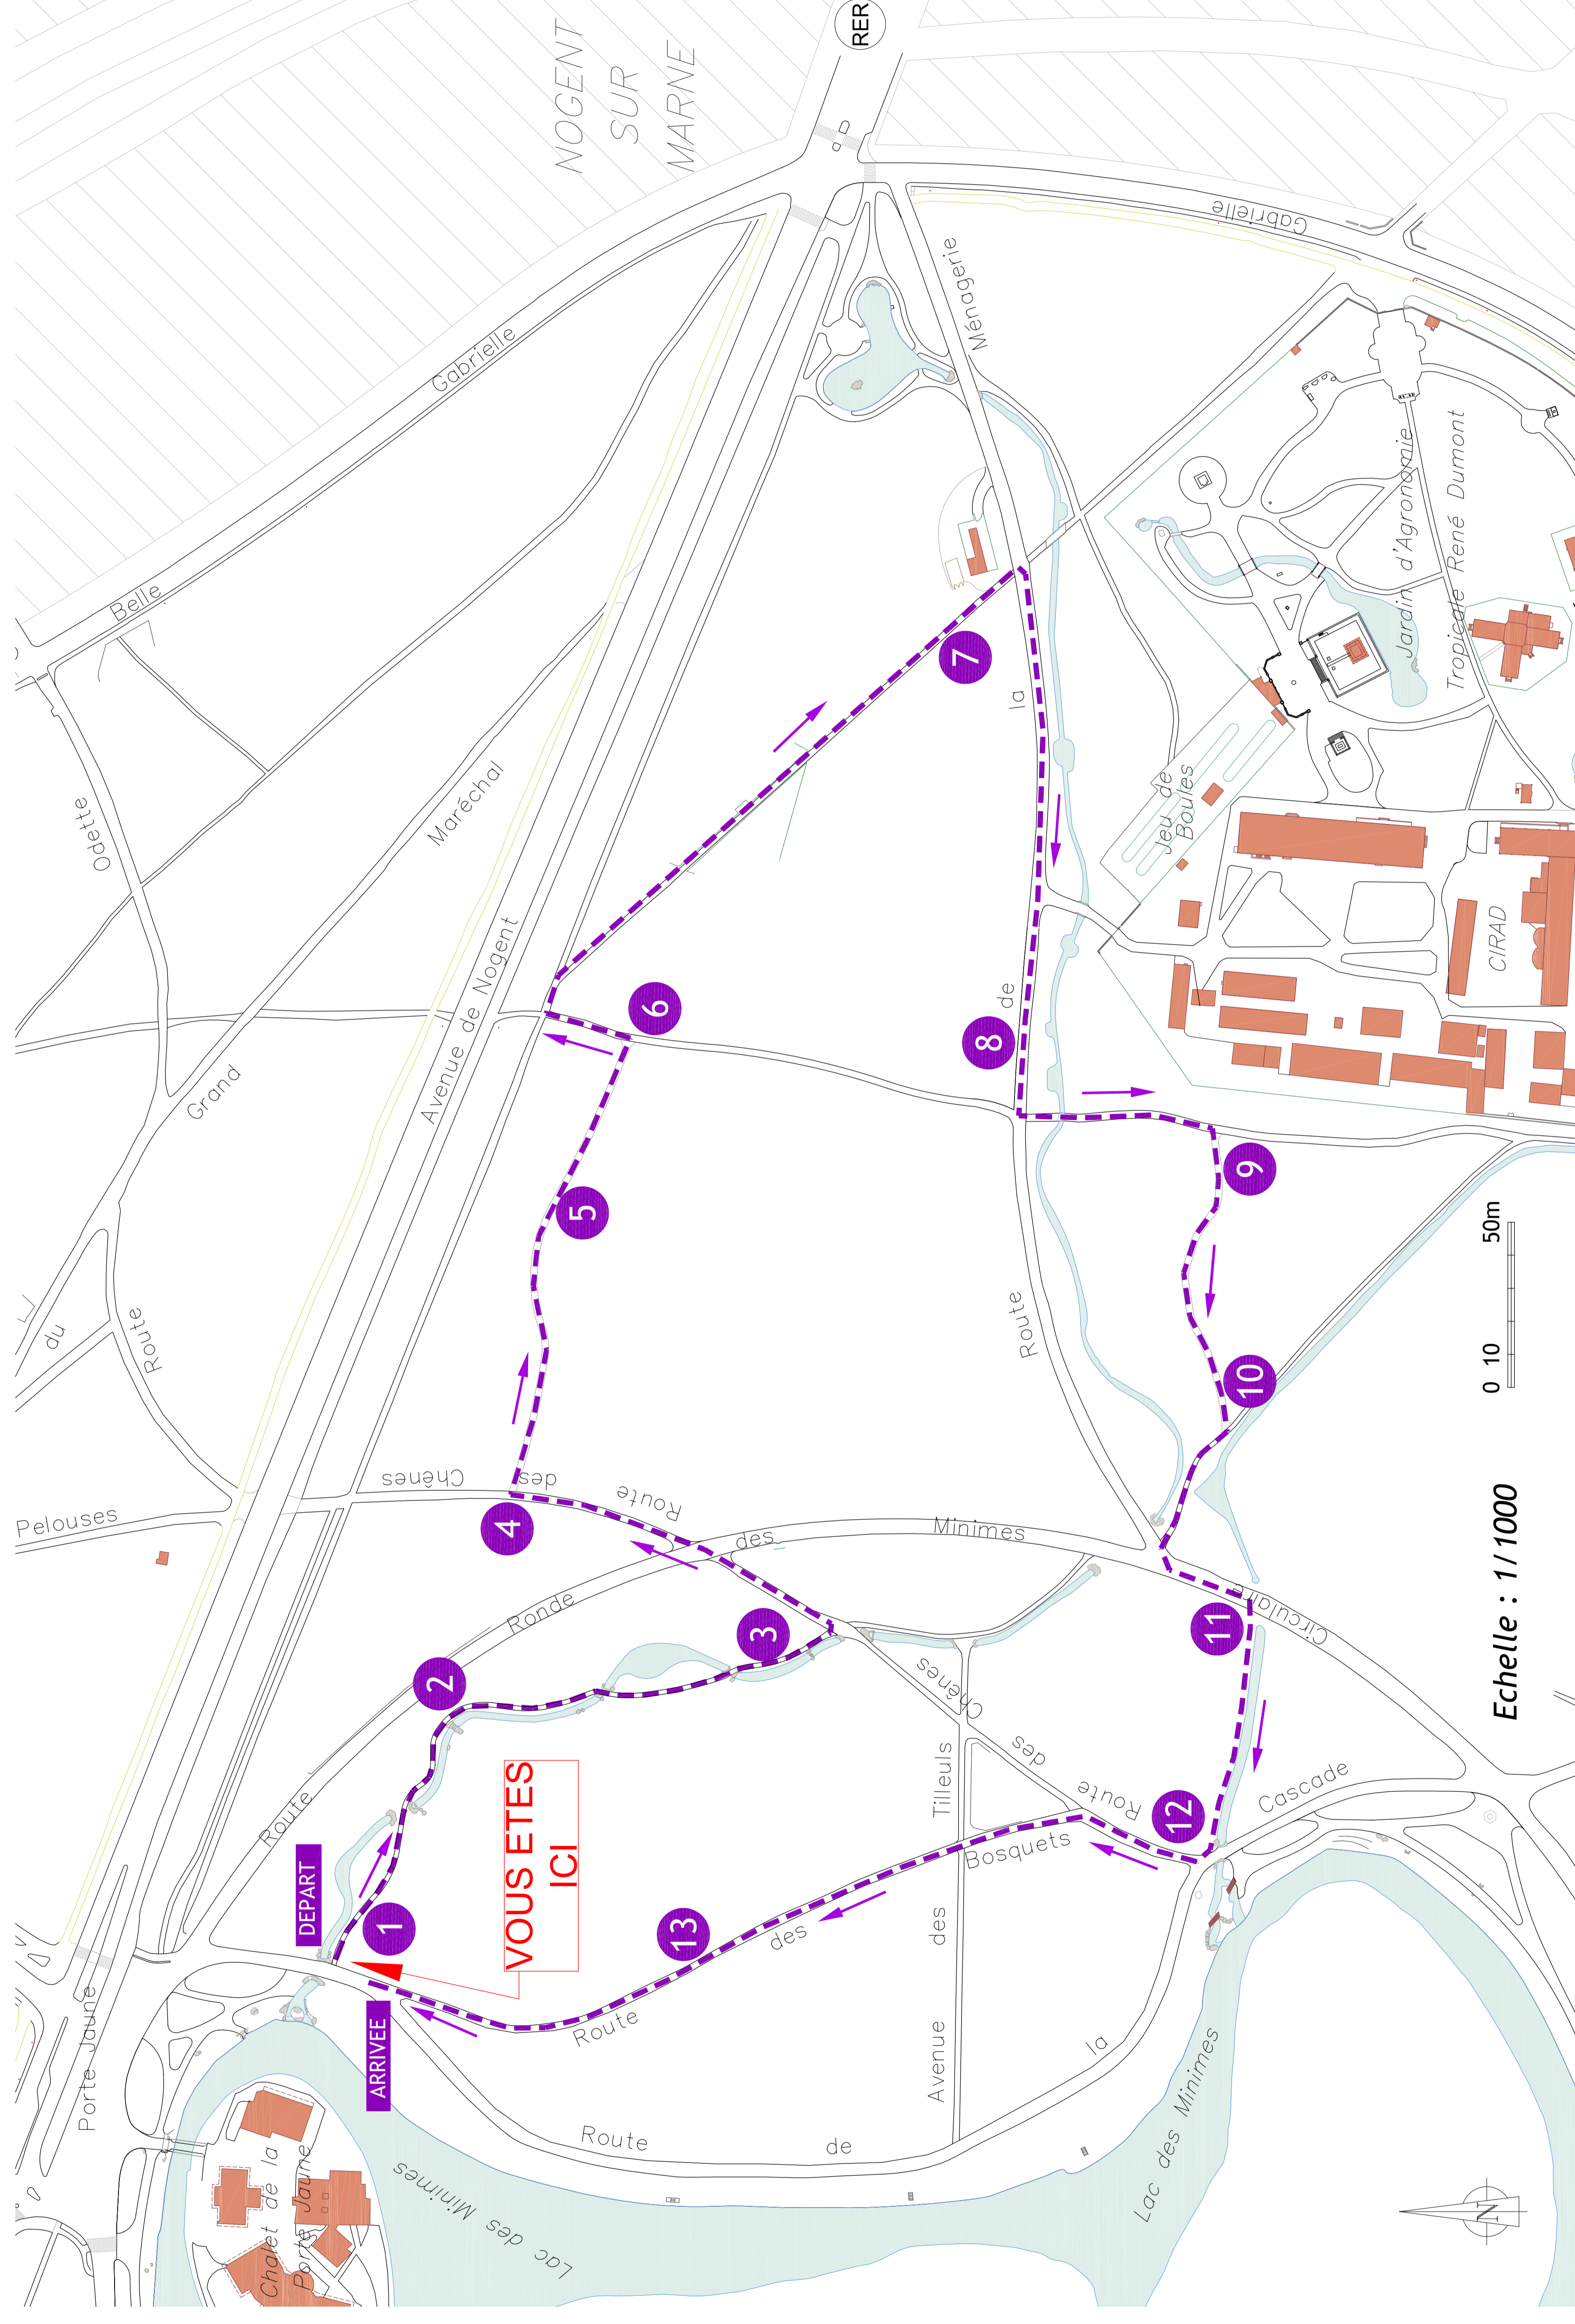 NOGENT
SUR
MARNE
RER
Belle
Gabrielle
Gabrielle
Odette
Route
du
Grand
Maréchal
Avenue de Nogent
Pelouses
Porte Jaune
Route
Ronde
des
Minimes
Route
des
Chênes
Route
de
la
Ménagerie
Jeu de
Boules
Jardin d'Agronomie
Tropicale René Dumont
CIRAD
Circulaire
Chênes
des
Route
Cascade
Tilleuls
des
Avenue
Bosquets
des
Route
Route
de
la
Lac des Minimes
Lac des Minimes
Chalet de la
Porte Jaune
DEPART
ARRIVEE
VOUS ETES
ICI
1
2
3
4
5
6
7
8
9
10
11
12
13
0 10 50m
Echelle : 1/1000
N